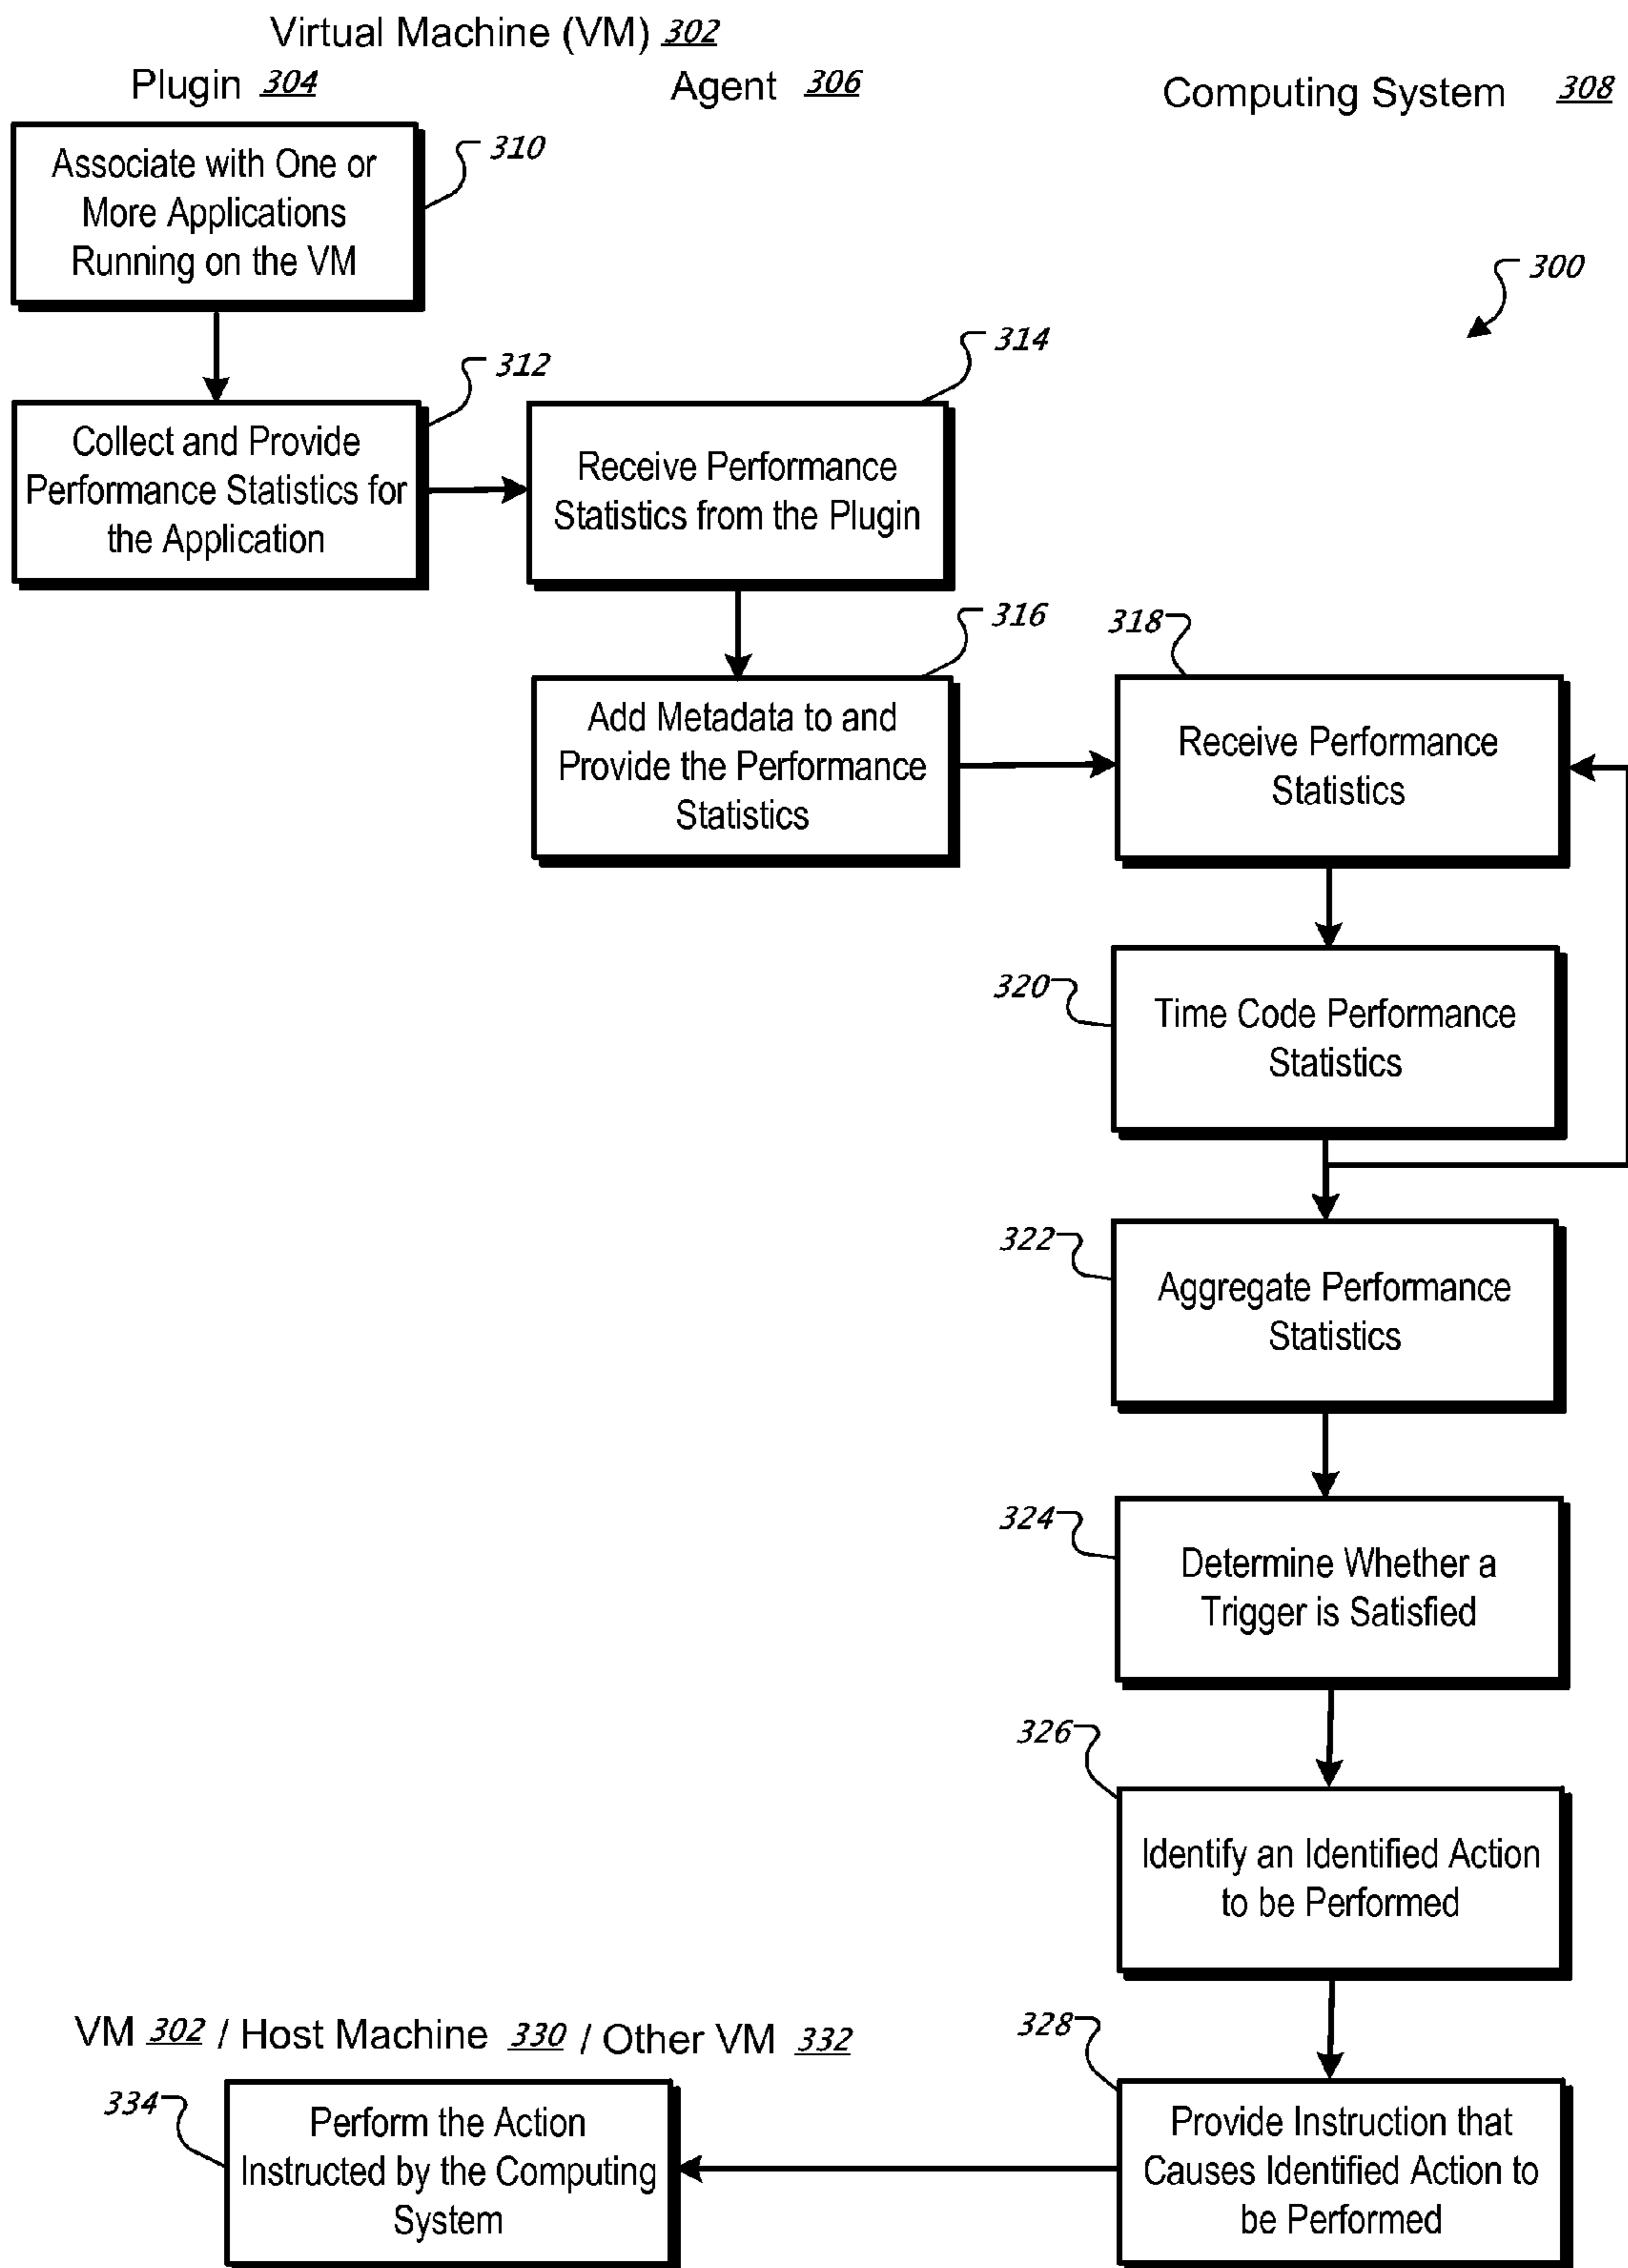 Virtual Machine (VM) 302
Plugin 304
Agent 306
Computing System 308
Associate with One or
More Applications
Running on the VM
310
300
Collect and Provide
Performance Statistics for
the Application
312
Receive Performance
Statistics from the Plugin
314
Add Metadata to and
Provide the Performance
Statistics
316
318
Receive Performance
Statistics
320
Time Code Performance
Statistics
322
Aggregate Performance
Statistics
324
Determine Whether a
Trigger is Satisfied
326
Identify an Identified Action
to be Performed
328
Provide Instruction that
Causes Identified Action to
be Performed
VM 302 / Host Machine 330 / Other VM 332
334
Perform the Action
Instructed by the Computing
System